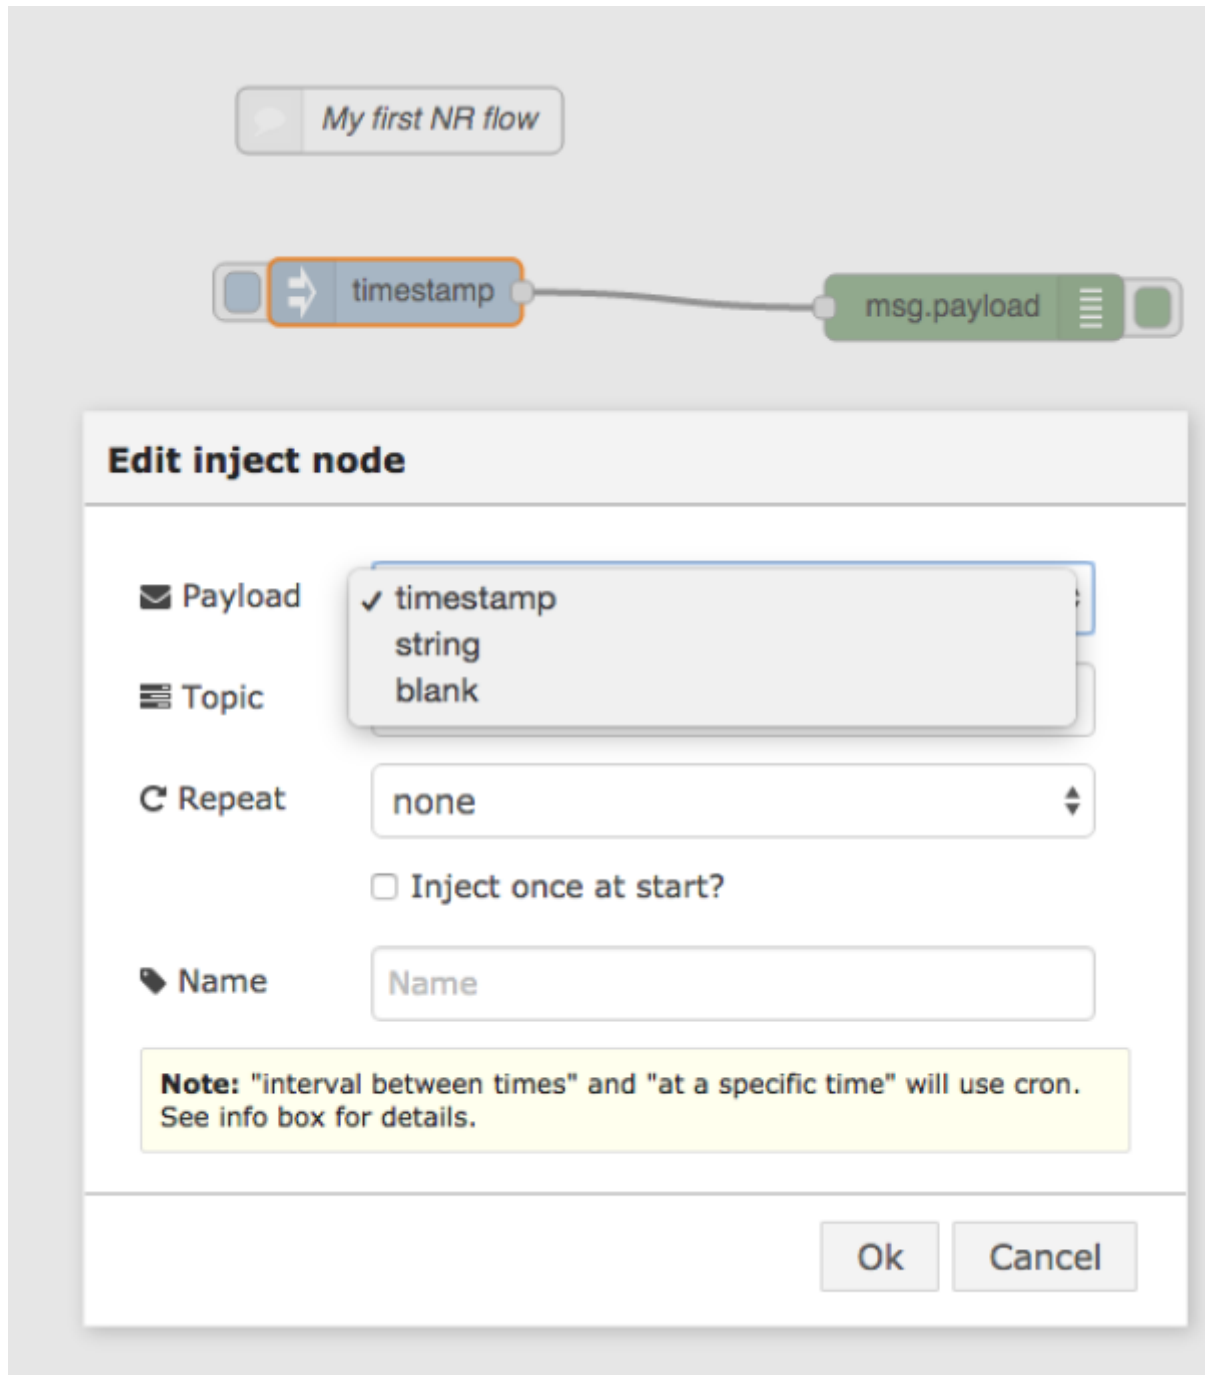 My first NR flow
timestamp
msg.payload
Edit inject node
Payload
timestamp
string
blank
Topic
Repeat
none
Inject once at start?
Name
Name
Note: "interval between times" and "at a specific time" will use cron.
See info box for details.
Ok
Cancel